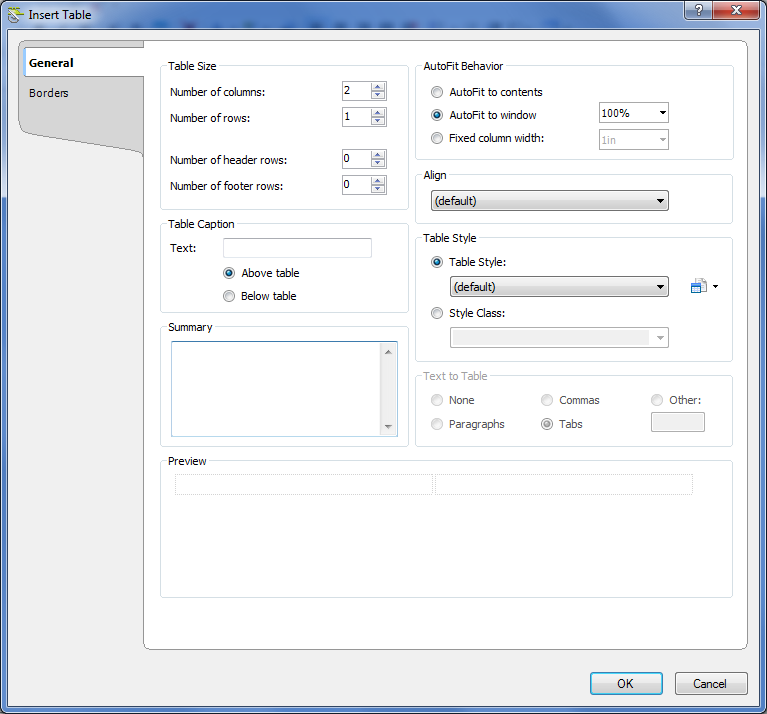 Insert Table
?
General
Borders
Table Size
Number of columns: 2
Number of rows: 1
Number of header rows: 0
Number of footer rows: 0
Table Caption
Text:
Above table
Below table
Summary
AutoFit Behavior
AutoFit to contents
AutoFit to window 100%
Fixed column width: 1in
Align
(default)
Table Style
Table Style:
(default)
Style Class:
Text to Table
None Commas Other:
Paragraphs Tabs
Preview
OK Cancel